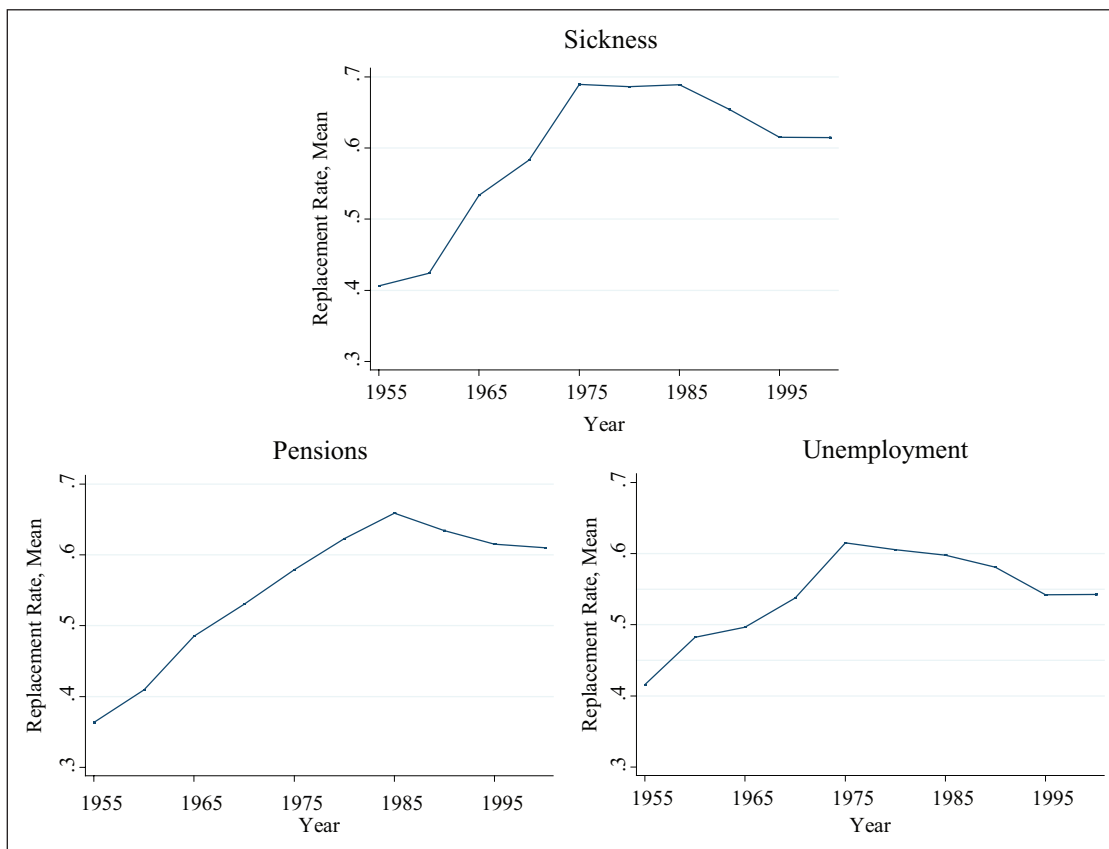 Sickness
Replacement Rate, Mean
.7
.6
.5
.4
.3
1955 1965 1975 1985 1995
Year
Pensions
Replacement Rate, Mean
.7
.6
.5
.4
.3
1955 1965 1975 1985 1995
Year
Unemployment
Replacement Rate, Mean
.7
.6
.5
.4
.3
1955 1965 1975 1985 1995
Year